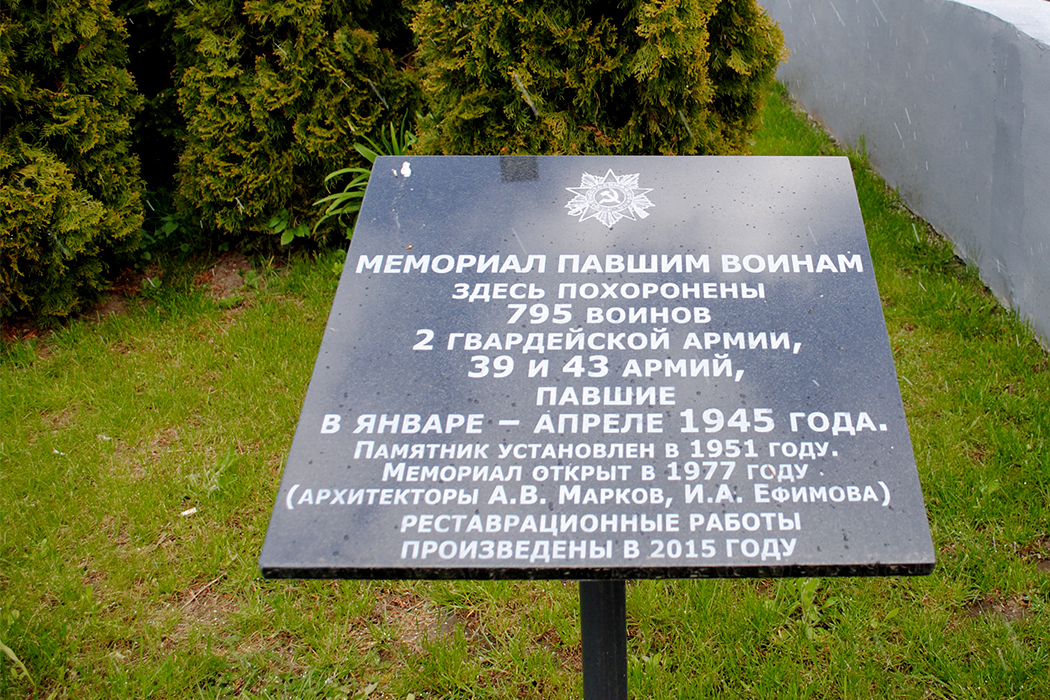 МЕМОРИАЛ ПАВШИМ ВОИНАМ
ЗДЕСЬ ПОХОРОНЕНЫ
795 ВОИНОВ
2 ГВАРДЕЙСКОЙ АРМИИ,
39 И 43 АРМИЙ,
ПАВШИЕ
В ЯНВАРЕ – АПРЕЛЕ 1945 ГОДА.
ПАМЯТНИК УСТАНОВЛЕН В 1951 ГОДУ.
МЕМОРИАЛ ОТКРЫТ В 1977 ГОДУ
(АРХИТЕКТОРЫ А.В. МАРКОВ, И.А. ЕФИМОВА)
РЕСТАВРАЦИОННЫЕ РАБОТЫ
ПРОИЗВЕДЕНЫ В 2015 ГОДУ